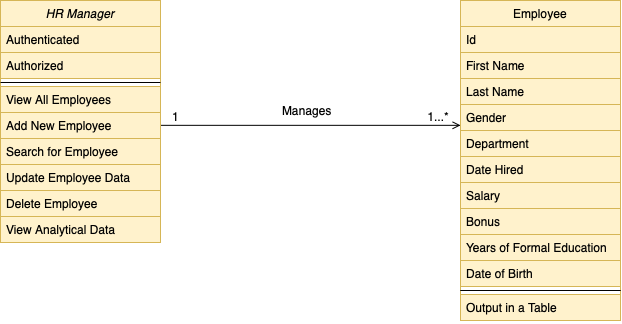 HR Manager
Authenticated
Authorized
View All Employees
Add New Employee
Search for Employee
Update Employee Data
Delete Employee
View Analytical Data
1
Manages
1...*
Employee
Id
First Name
Last Name
Gender
Department
Date Hired
Salary
Bonus
Years of Formal Education
Date of Birth
Output in a Table